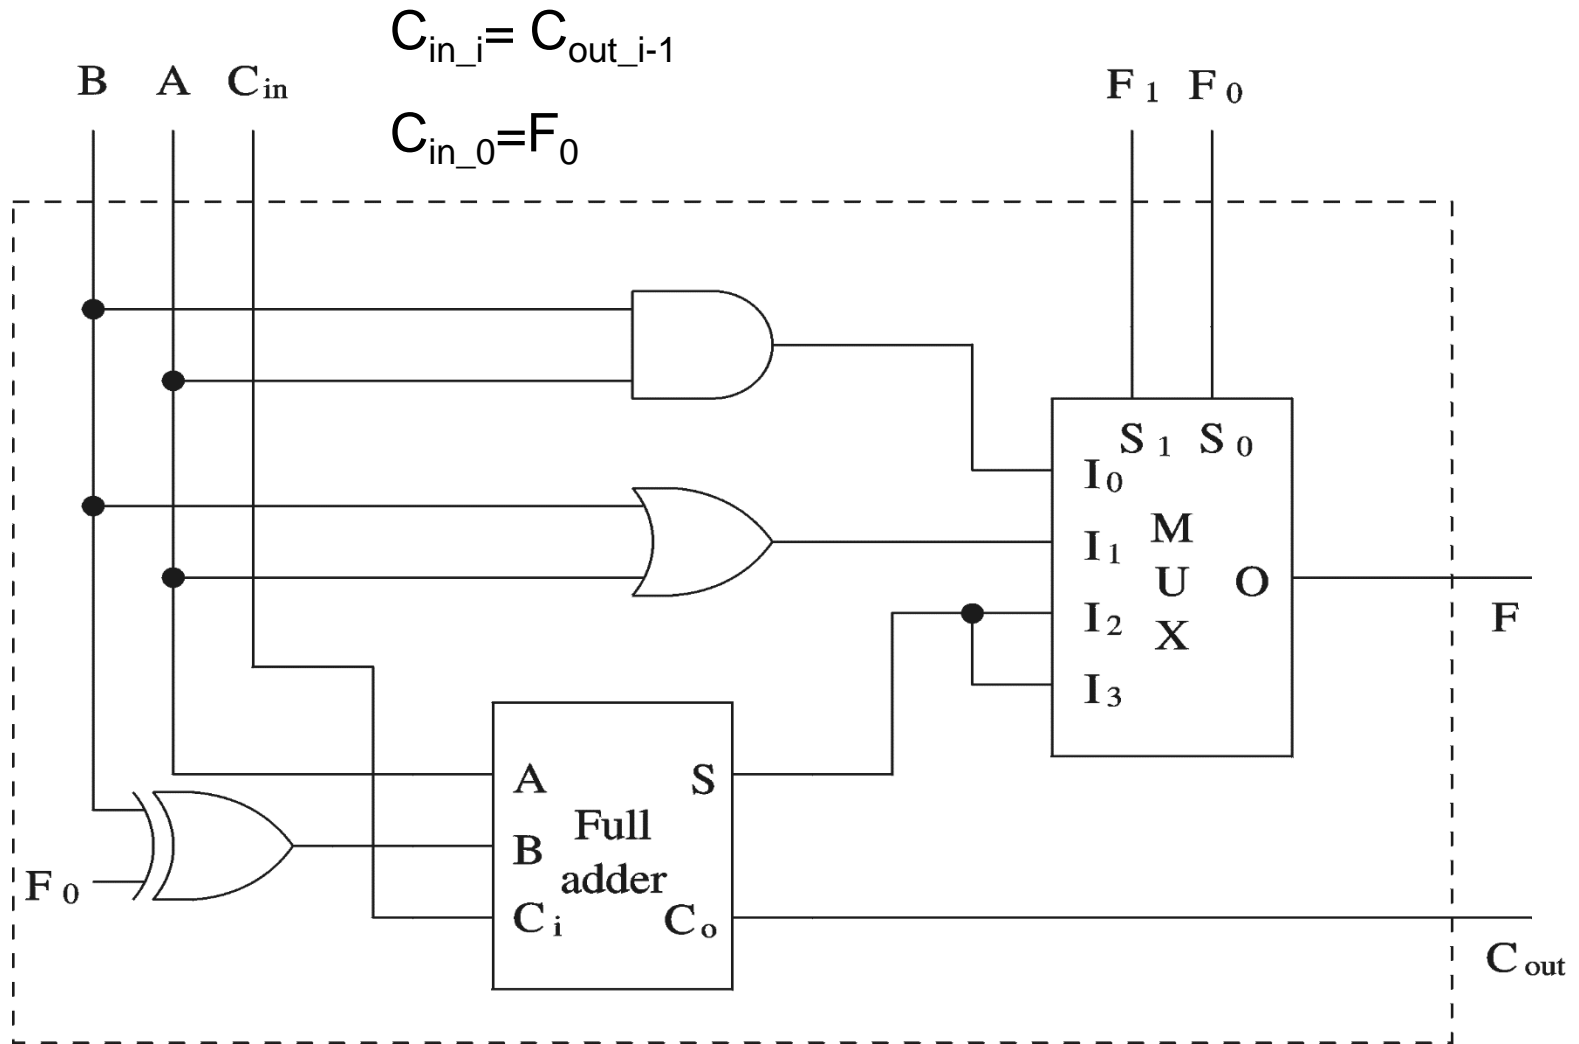 C_in_i= C_out_i-1
B A C_in
F_1 F_0
C_in_0=F_0
S_1 S_0
I_0
M
I_1
U O
I_2
X
F
I_3
A S
Full
B
adder
F_0
C_i C_o
C_out